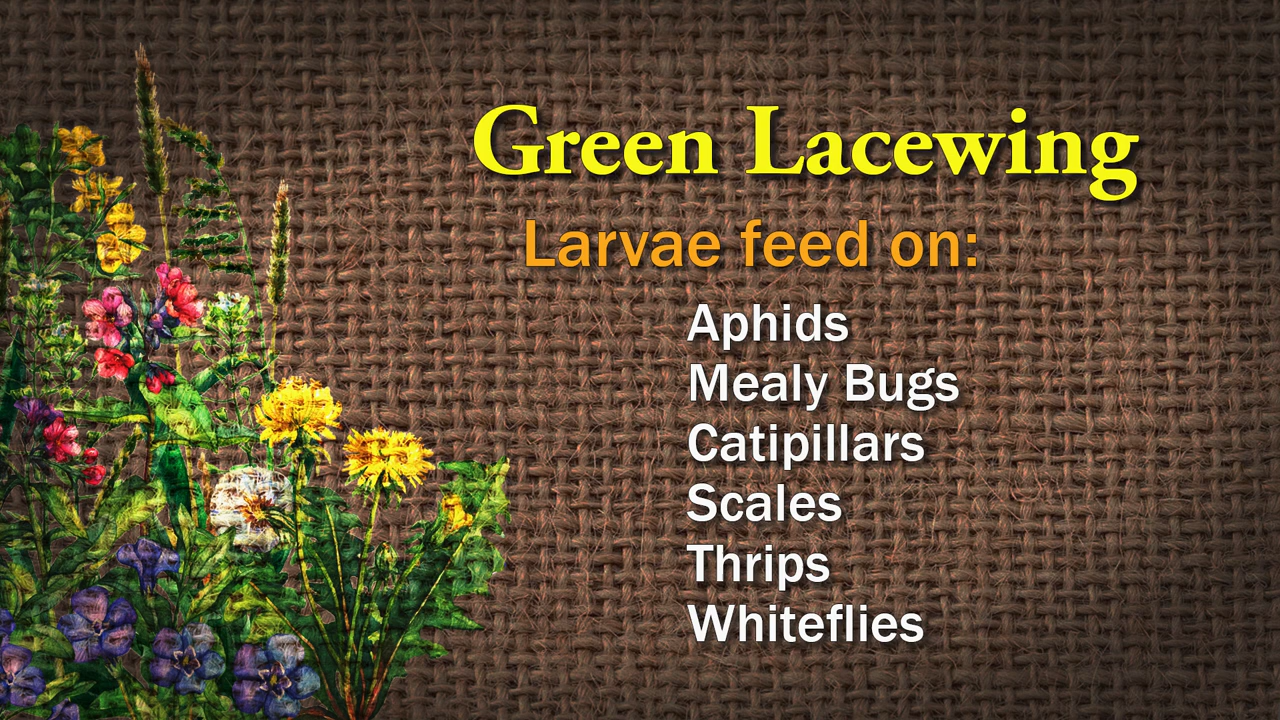 Green Lacewing
Larvae feed on:
Aphids
Mealy Bugs
Catipillars
Scales
Thrips
Whiteflies